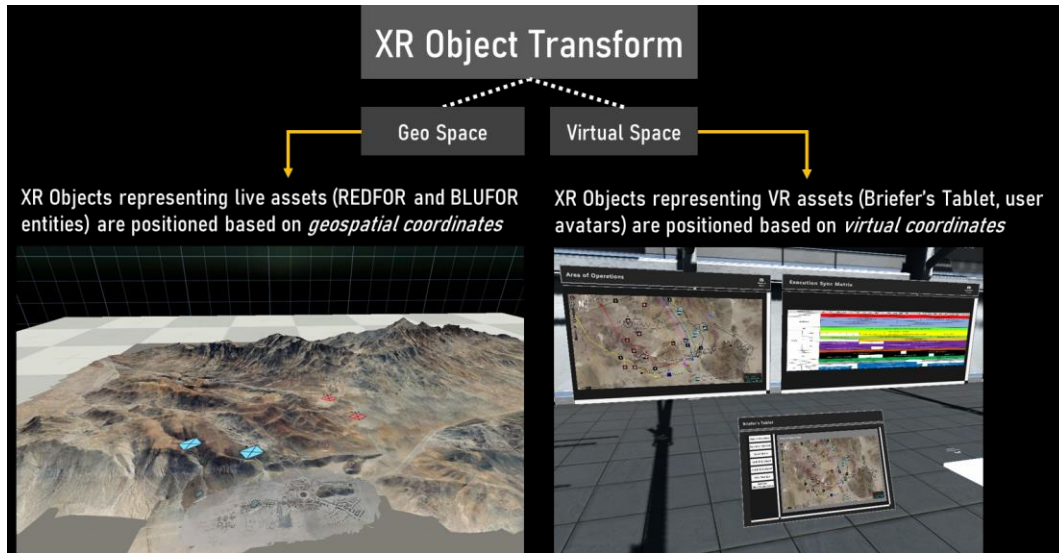 XR Object Transform
Geo Space
Virtual Space
XR Objects representing live assets (REDFOR and BLUFOR
entities) are positioned based on geospatial coordinates
XR Objects representing VR assets (Briefer's Tablet, user
avatars) are positioned based on virtual coordinates
Area of Operations
Execution Sync Matrix
N
Briefer's Tablet